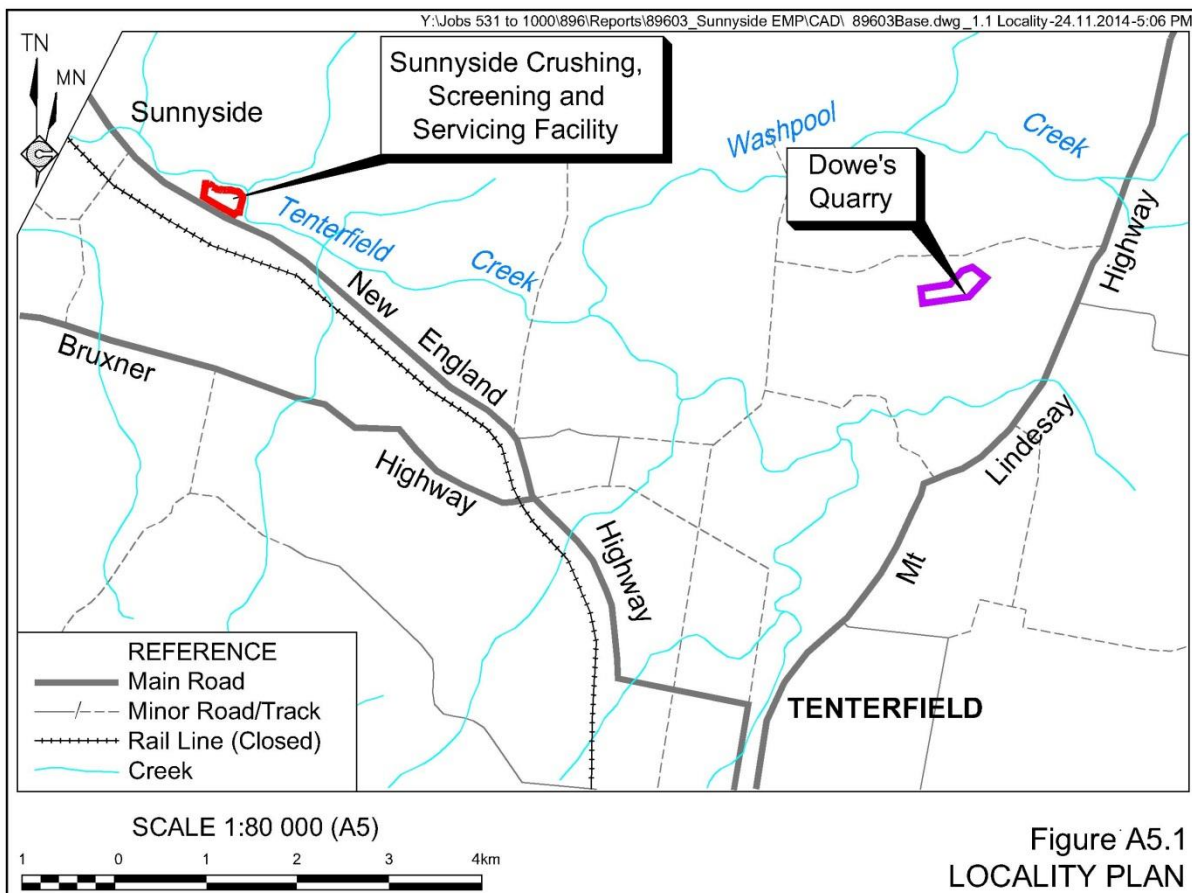 Y:\Jobs 531 to 1000\896\Reports\89603_Sunnyside EMP\CAD\ 89603Base.dwg_1.1 Locality-24.11.2014-5:06 PM
TN
MN
Sunnyside
Sunnyside Crushing,
Screening and
Servicing Facility
Washpool
Creek
Dowe's
Quarry
Tenterfield
Creek
Highway
New
England
Bruxner
Highway
Lindesay
Highway
Mt
TENTERFIELD
REFERENCE
Main Road
Minor Road/Track
Rail Line (Closed)
Creek
SCALE 1:80 000 (A5)
1 0 1 2 3 4km
Figure A5.1
LOCALITY PLAN